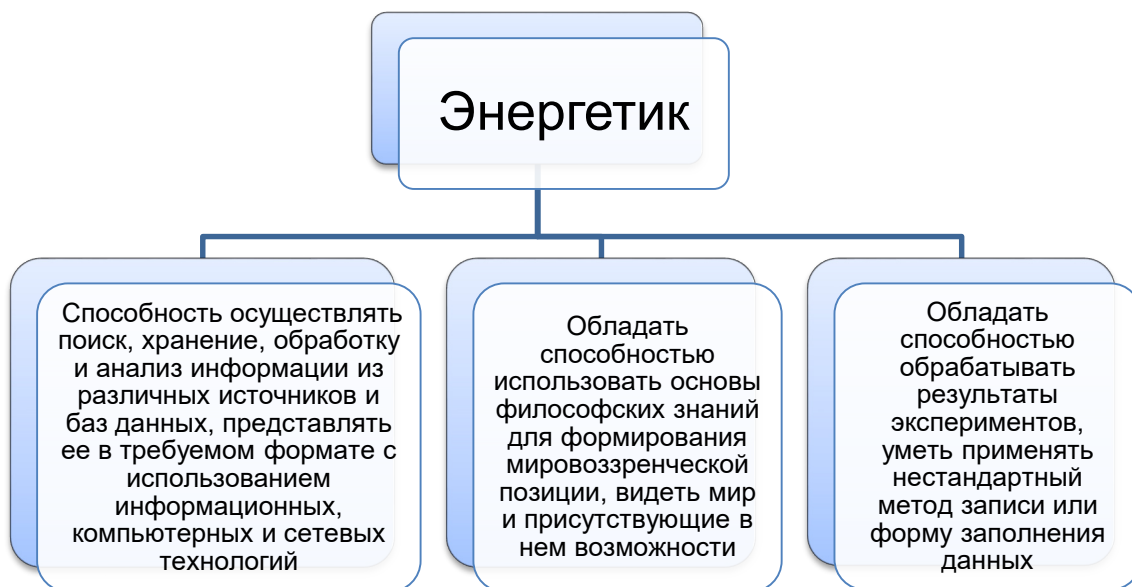 Энергетик
Способность осуществлять
поиск, хранение, обработку
и анализ информации из
различных источников и
баз данных, представлять
ее в требуемом формате с
использованием
информационных,
компьютерных и сетевых
технологий
Обладать
способностью
использовать основы
философских знаний
для формирования
мировоззренческой
позиции, видеть мир
и присутствующие в
нем возможности
Обладать
способностью
обрабатывать
результаты
экспериментов,
уметь применять
нестандартный
метод записи или
форму заполнения
данных